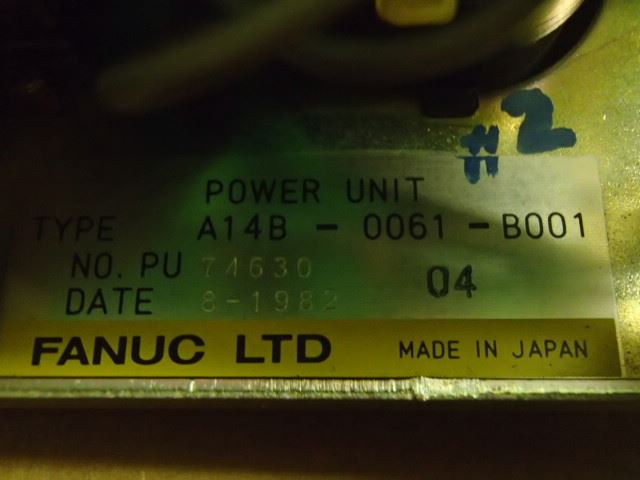 #2
POWER UNIT
TYPE A14B - 0061 - B001
NO. PU 74630
DATE 8-1982 04
FANUC LTD MADE IN JAPAN